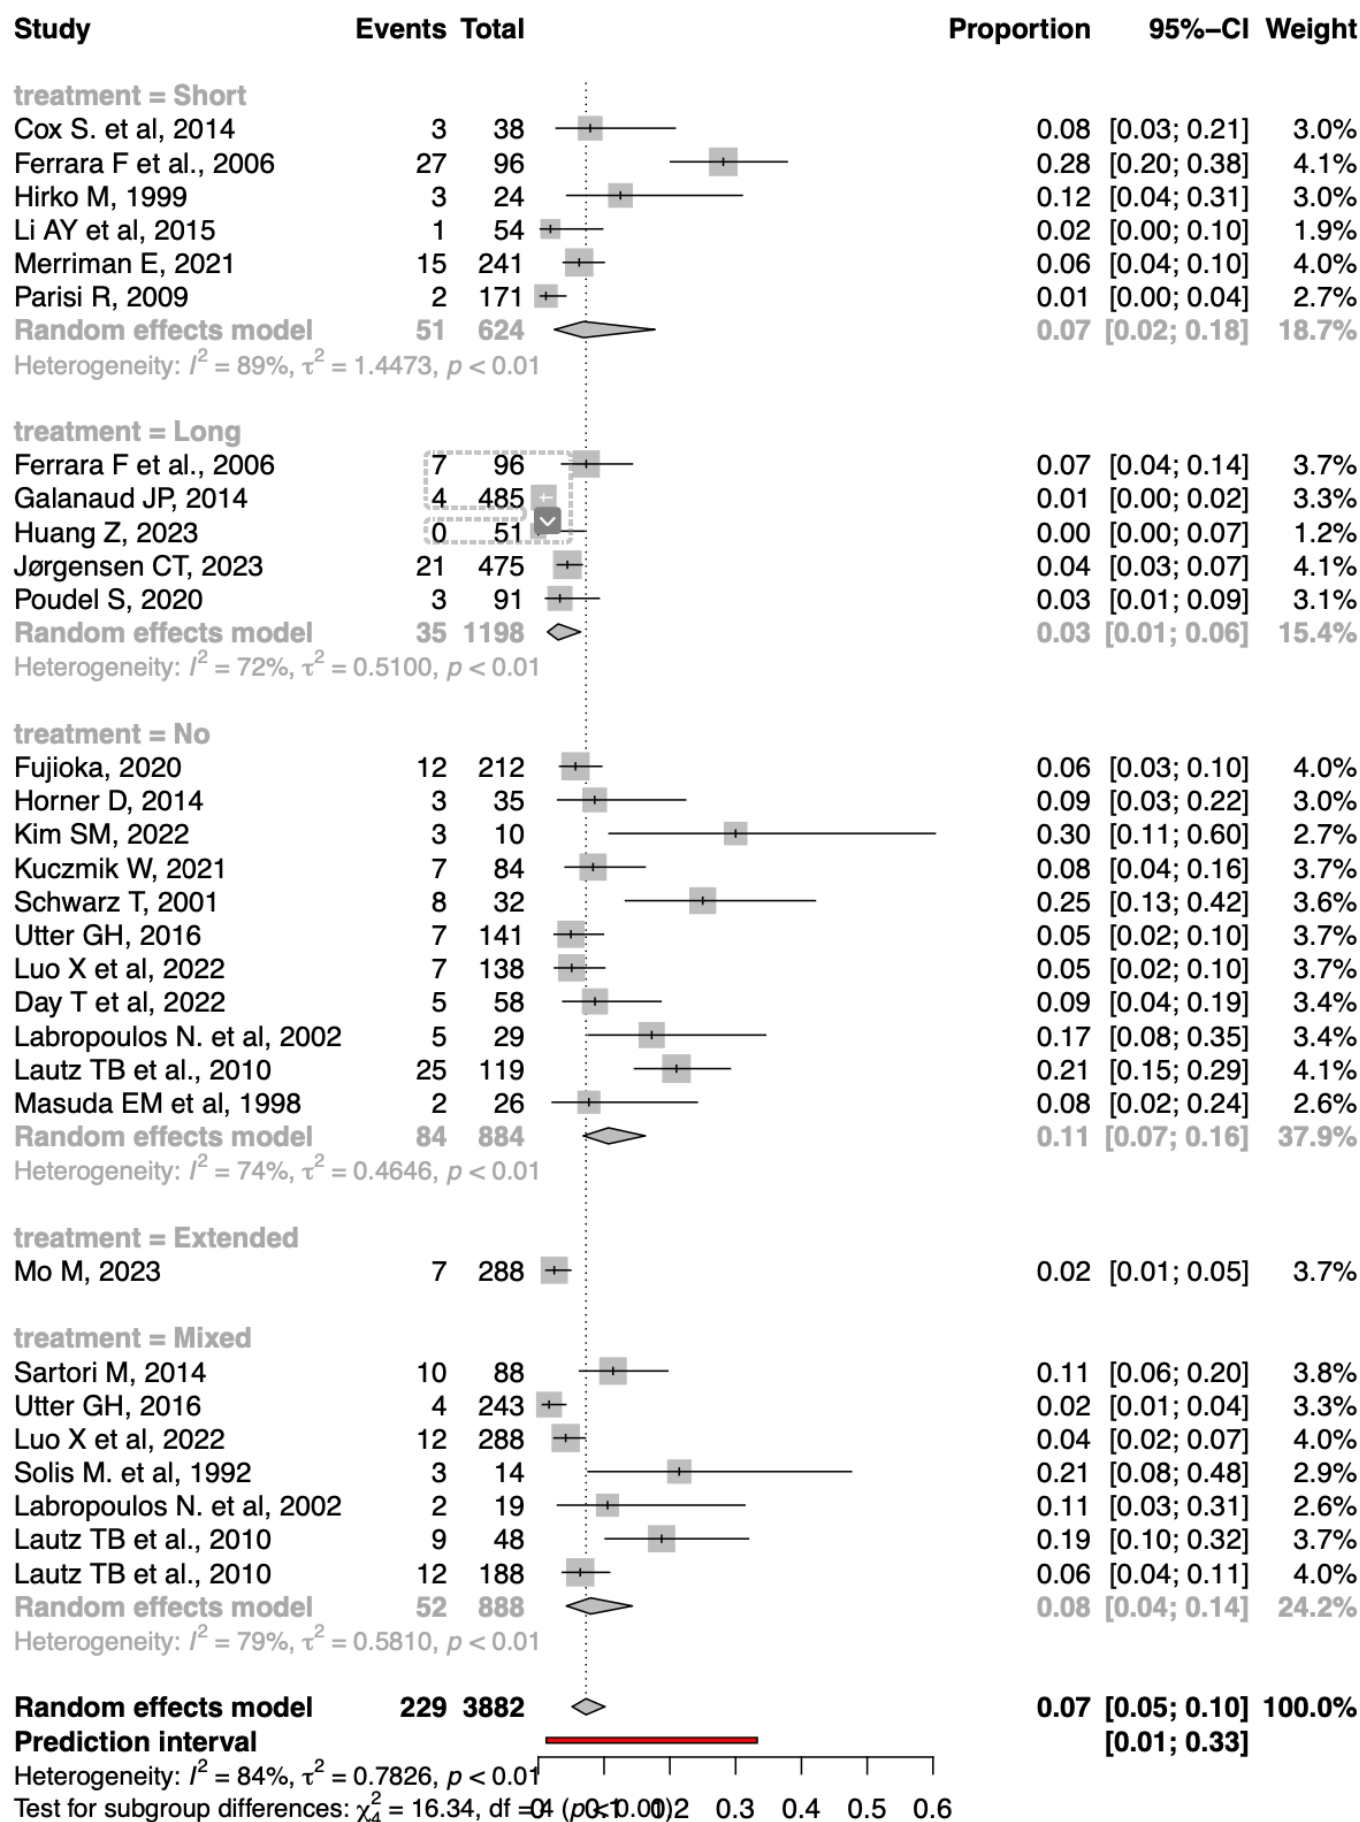 Study Events Total Proportion 95%–CI Weight
treatment = Short
Cox S. et al, 2014 3 38 0.08 [0.03; 0.21] 3.0%
Ferrara F et al., 2006 27 96 0.28 [0.20; 0.38] 4.1%
Hirko M, 1999 3 24 0.12 [0.04; 0.31] 3.0%
Li AY et al, 2015 1 54 0.02 [0.00; 0.10] 1.9%
Merriman E, 2021 15 241 0.06 [0.04; 0.10] 4.0%
Parisi R, 2009 2 171 0.01 [0.00; 0.04] 2.7%
Random effects model 51 624 0.07 [0.02; 0.18] 18.7%
Heterogeneity: I² = 89%, τ² = 1.4473, p < 0.01
treatment = Long
Ferrara F et al., 2006 7 96 0.07 [0.04; 0.14] 3.7%
Galanaud JP, 2014 4 485 0.01 [0.00; 0.02] 3.3%
Huang Z, 2023 0 51 0.00 [0.00; 0.07] 1.2%
Jørgensen CT, 2023 21 475 0.04 [0.03; 0.07] 4.1%
Poudel S, 2020 3 91 0.03 [0.01; 0.09] 3.1%
Random effects model 35 1198 0.03 [0.01; 0.06] 15.4%
Heterogeneity: I² = 72%, τ² = 0.5100, p < 0.01
treatment = No
Fujioka, 2020 12 212 0.06 [0.03; 0.10] 4.0%
Horner D, 2014 3 35 0.09 [0.03; 0.22] 3.0%
Kim SM, 2022 3 10 0.30 [0.11; 0.60] 2.7%
Kuczmik W, 2021 7 84 0.08 [0.04; 0.16] 3.7%
Schwarz T, 2001 8 32 0.25 [0.13; 0.42] 3.6%
Utter GH, 2016 7 141 0.05 [0.02; 0.10] 3.7%
Luo X et al, 2022 7 138 0.05 [0.02; 0.10] 3.7%
Day T et al, 2022 5 58 0.09 [0.04; 0.19] 3.4%
Labropoulos N. et al, 2002 5 29 0.17 [0.08; 0.35] 3.4%
Lautz TB et al., 2010 25 119 0.21 [0.15; 0.29] 4.1%
Masuda EM et al, 1998 2 26 0.08 [0.02; 0.24] 2.6%
Random effects model 84 884 0.11 [0.07; 0.16] 37.9%
Heterogeneity: I² = 74%, τ² = 0.4646, p < 0.01
treatment = Extended
Mo M, 2023 7 288 0.02 [0.01; 0.05] 3.7%
treatment = Mixed
Sartori M, 2014 10 88 0.11 [0.06; 0.20] 3.8%
Utter GH, 2016 4 243 0.02 [0.01; 0.04] 3.3%
Luo X et al, 2022 12 288 0.04 [0.02; 0.07] 4.0%
Solis M. et al, 1992 3 14 0.21 [0.08; 0.48] 2.9%
Labropoulos N. et al, 2002 2 19 0.11 [0.03; 0.31] 2.6%
Lautz TB et al., 2010 9 48 0.19 [0.10; 0.32] 3.7%
Lautz TB et al., 2010 12 188 0.06 [0.04; 0.11] 4.0%
Random effects model 52 888 0.08 [0.04; 0.14] 24.2%
Heterogeneity: I² = 79%, τ² = 0.5810, p < 0.01
Random effects model 229 3882 0.07 [0.05; 0.10] 100.0%
Prediction interval [0.01; 0.33]
Heterogeneity: I² = 84%, τ² = 0.7826, p < 0.01
Test for subgroup differences: χ²₄ = 16.34, df = 4 (p < 0.01)
0 0.1 0.2 0.3 0.4 0.5 0.6